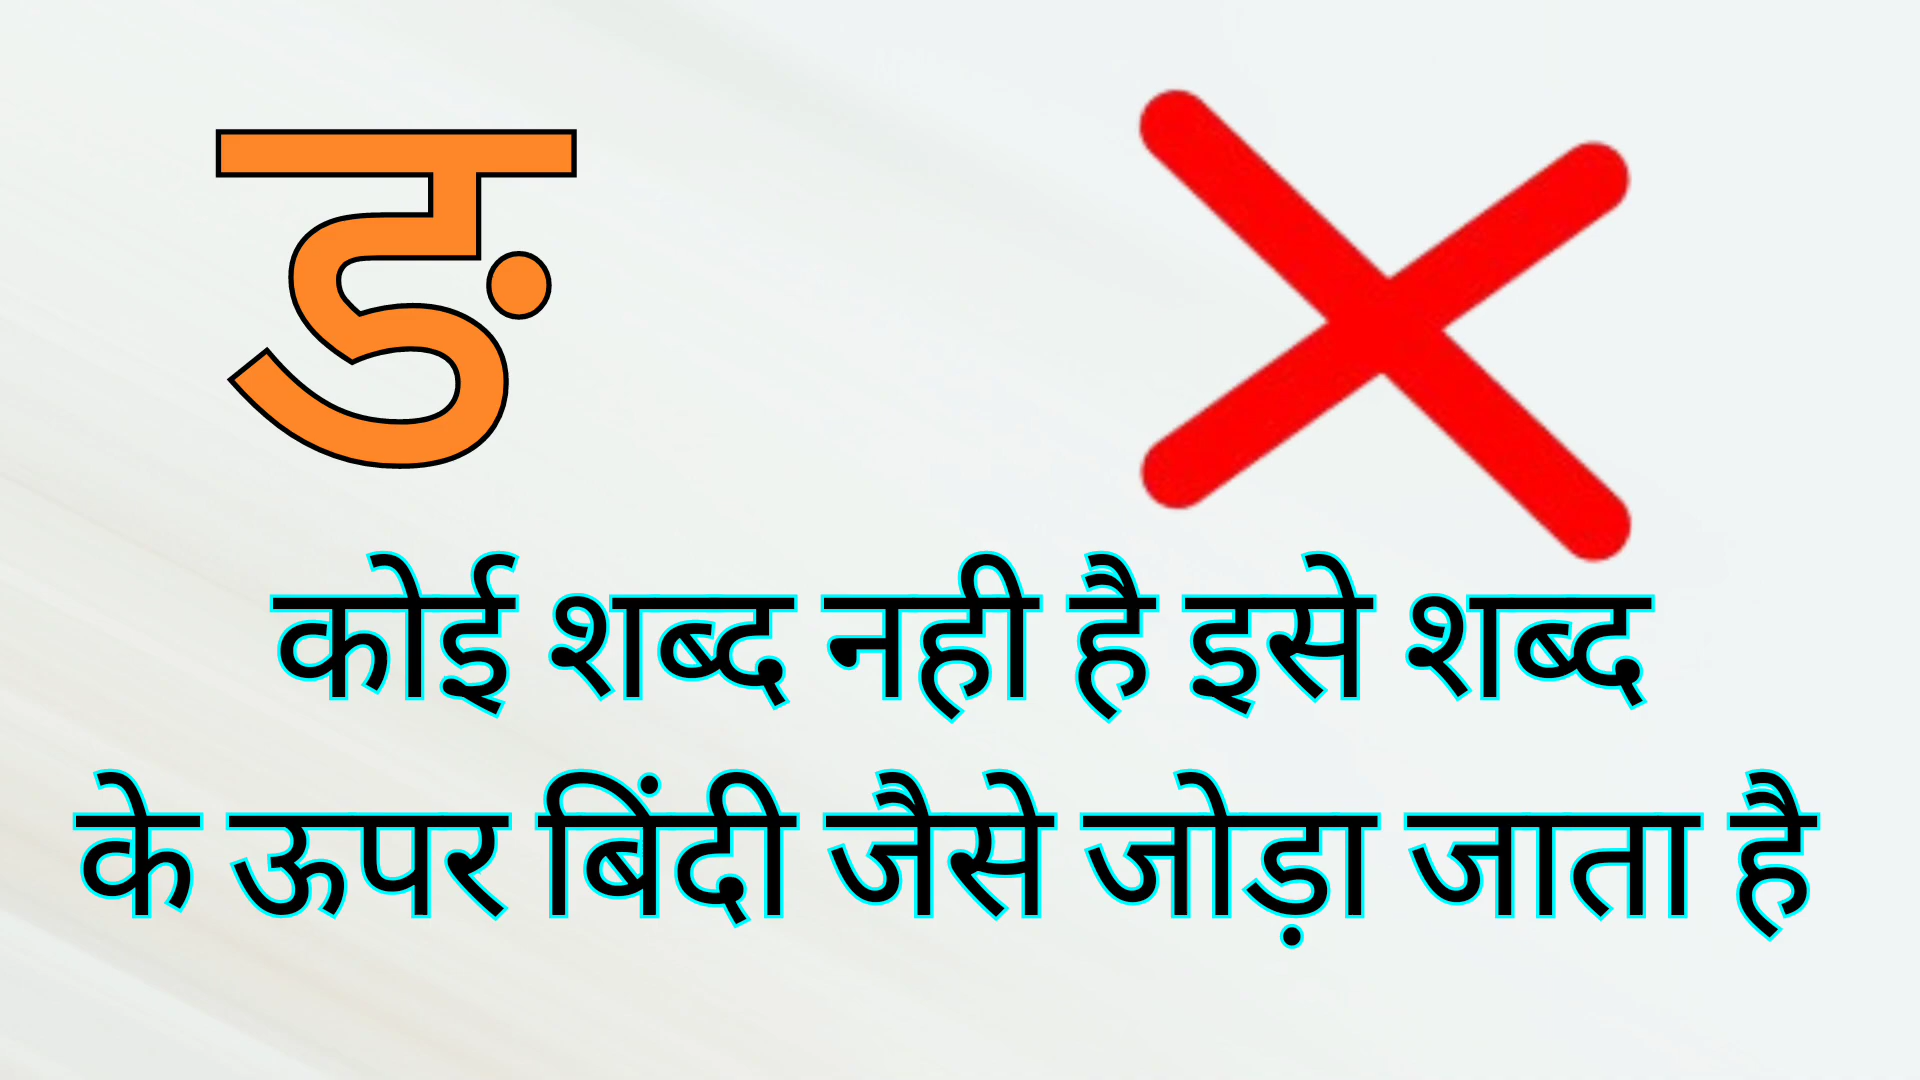 ङ
कोई शब्द नही है इसे शब्द
के ऊपर बिंदी जैसे जोड़ा जाता है